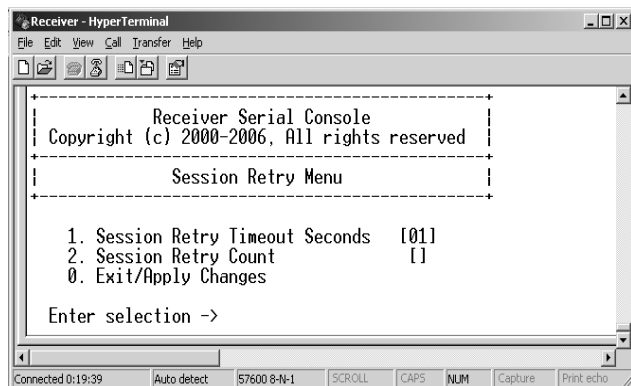 Receiver - HyperTerminal
File Edit View Call Transfer Help
Receiver Serial Console
Copyright (c) 2000-2006, All rights reserved
Session Retry Menu
1. Session Retry Timeout Seconds [01]
2. Session Retry Count []
0. Exit/Apply Changes
Enter selection ->
Connected 0:19:39 Auto detect 57600 8-N-1 SCROLL CAPS NUM Capture Print echo